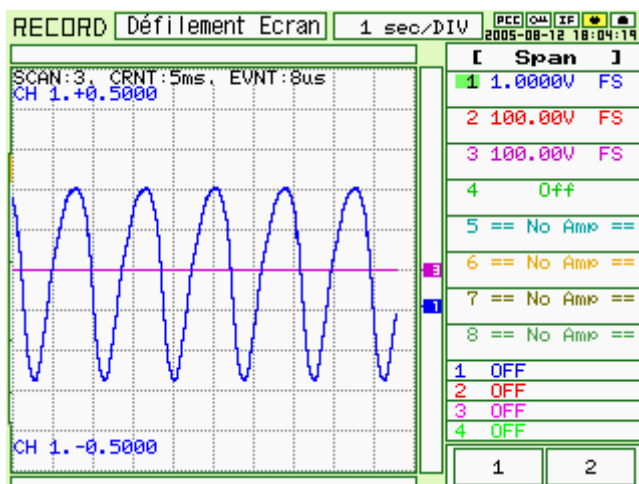 RECORD Défilement Ecran 1 sec/DIV
PCC IF
2005-08-12 18:04:19
SCAN:3, CRNT:5ms, EVNT:8us
CH 1.+0.5000
CH 1.-0.5000
3
1
[ Span ]
1 1.0000V FS
2 100.00V FS
3 100.00V FS
4 Off
5 == No Amp ==
6 == No Amp ==
7 == No Amp ==
8 == No Amp ==
1 OFF
2 OFF
3 OFF
4 OFF
1 2